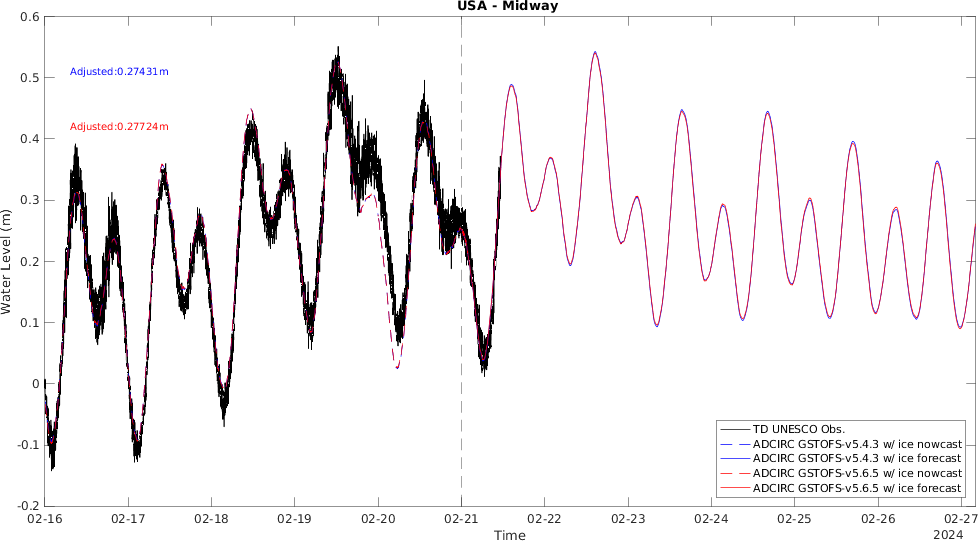 USA - Midway
0.6
0.5
0.4
0.3
0.2
0.1
0
-0.1
-0.2
Water Level (m)
Adjusted:0.27431m
Adjusted:0.27724m
TD UNESCO Obs.
ADCIRC GSTOFS-v5.4.3 w/ ice nowcast
ADCIRC GSTOFS-v5.4.3 w/ ice forecast
ADCIRC GSTOFS-v5.6.5 w/ ice nowcast
ADCIRC GSTOFS-v5.6.5 w/ ice forecast
02-16 02-17 02-18 02-19 02-20 02-21 02-22 02-23 02-24 02-25 02-26 02-27
Time
2024